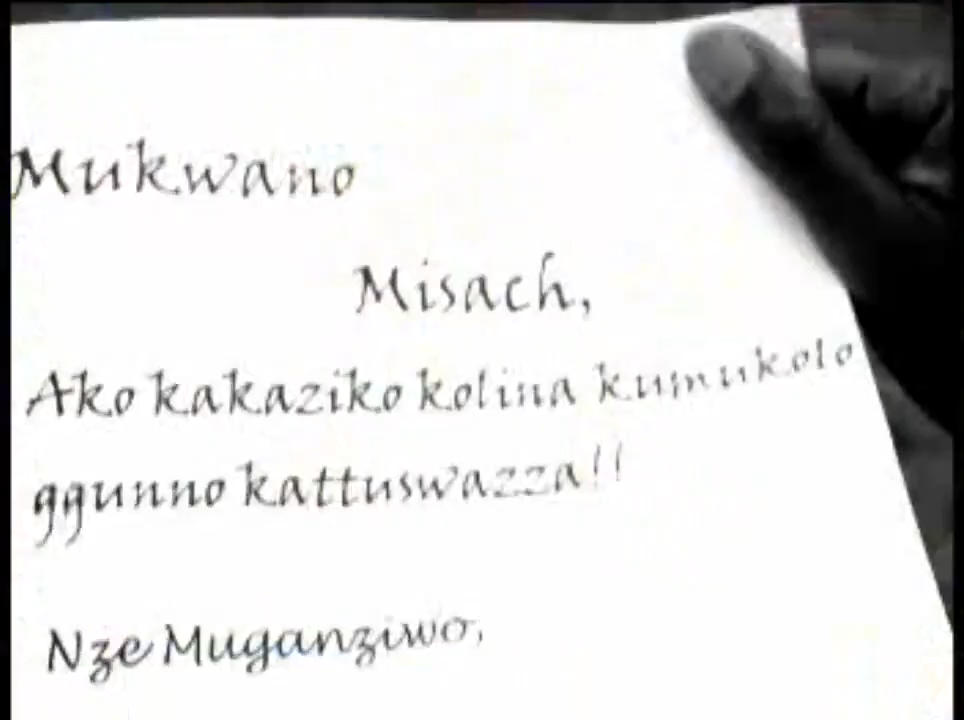 Mukwano
Misach,
Ako kakaziko kolina kumukolo
ggunno kattuswazza!!
Nze Muganziwo,